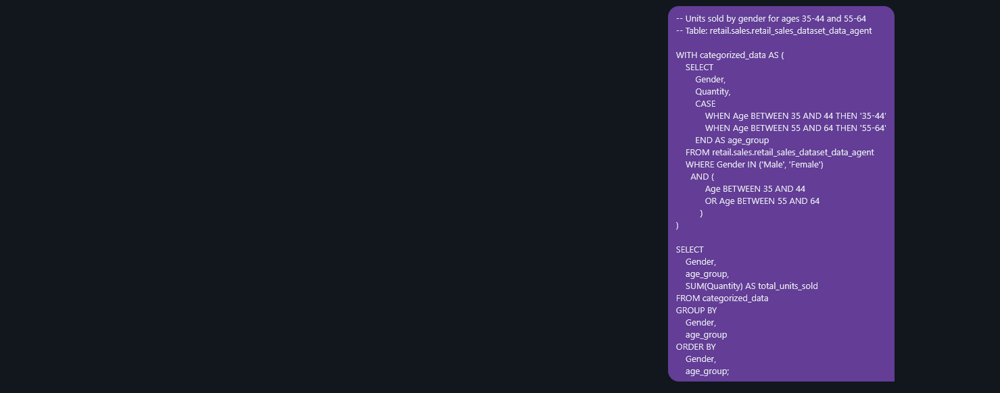 -- Units sold by gender for ages 35-44 and 55-64
-- Table: retail.sales.retail_sales_dataset_data_agent

WITH categorized_data AS (
    SELECT
        Gender,
        Quantity,
        CASE
            WHEN Age BETWEEN 35 AND 44 THEN '35-44'
            WHEN Age BETWEEN 55 AND 64 THEN '55-64'
        END AS age_group
    FROM retail.sales.retail_sales_dataset_data_agent
    WHERE Gender IN ('Male', 'Female')
      AND (
            Age BETWEEN 35 AND 44
            OR Age BETWEEN 55 AND 64
          )
)

SELECT
    Gender,
    age_group,
    SUM(Quantity) AS total_units_sold
FROM categorized_data
GROUP BY
    Gender,
    age_group
ORDER BY
    Gender,
    age_group;